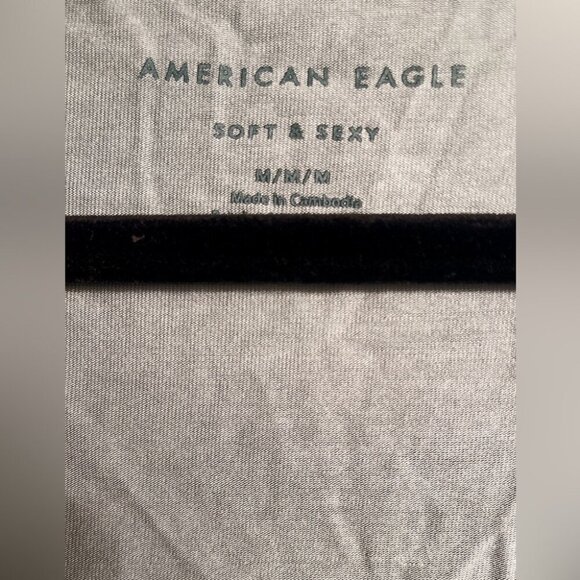 AMERICAN EAGLE
SOFT & SEXY
M/M/M
Made in Cambodia